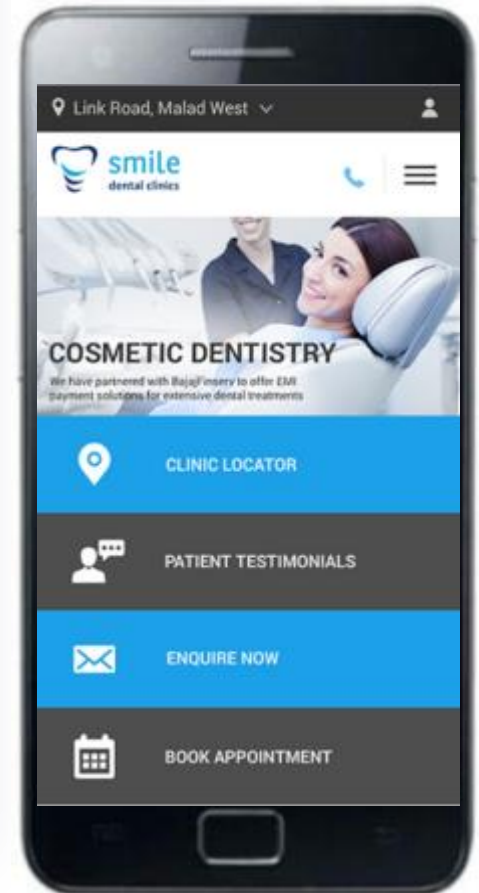 Link Road, Malad West
smile
dental clinics
COSMETIC DENTISTRY
We have partnered with BajajFinserv to offer EMI
payment solutions for extensive dental treatments
CLINIC LOCATOR
PATIENT TESTIMONIALS
ENQUIRE NOW
BOOK APPOINTMENT